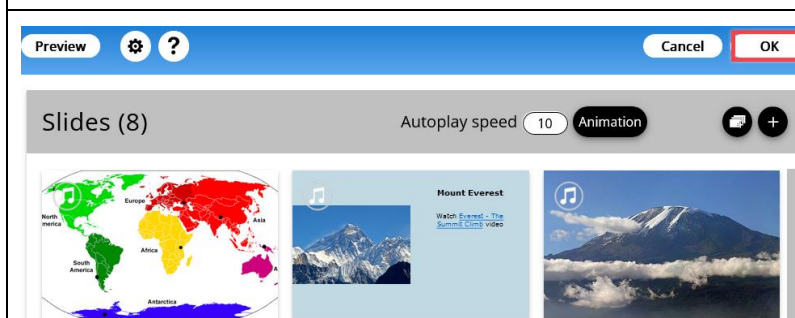 Preview ? Cancel OK
Slides (8) Autoplay speed 10 Animation +
Europe
North
merica
Asia
Africa
South
America
A
Antarctica
Mount Everest
Watch Everest - The
Summit Climb video